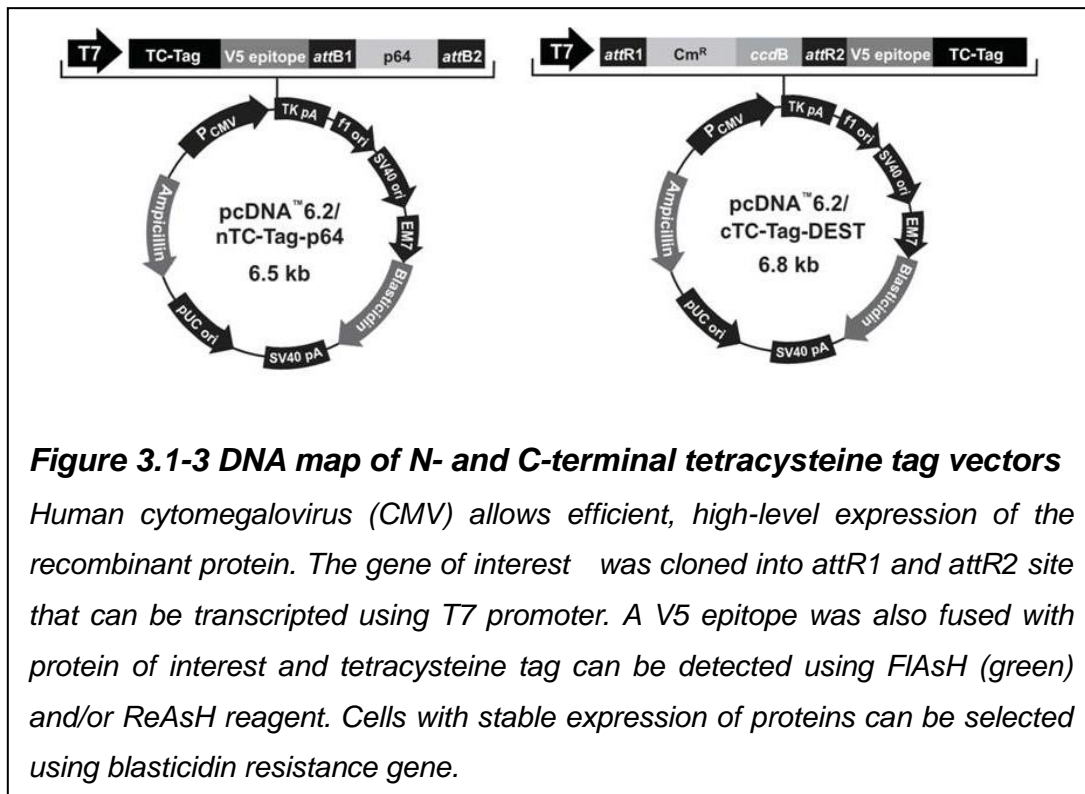 T7 TC-Tag V5 epitope attB1 p64 attB2
PCMV TK pA f1 ori SV40 ori EM7 Blasticidin SV40 pA pUC ori Ampicillin
pcDNA™6.2/
nTC-Tag-p64
6.5 kb
T7 attR1 CmR ccdB attR2 V5 epitope TC-Tag
PCMV TK pA f1 ori SV40 ori EM7 Blasticidin SV40 pA pUC ori Ampicillin
pcDNA™6.2/
cTC-Tag-DEST
6.8 kb
Figure 3.1-3 DNA map of N- and C-terminal tetracysteine tag vectors
Human cytomegalovirus (CMV) allows efficient, high-level expression of the
recombinant protein. The gene of interest was cloned into attR1 and attR2 site
that can be transcripted using T7 promoter. A V5 epitope was also fused with
protein of interest and tetracysteine tag can be detected using FlAsH (green)
and/or ReAsH reagent. Cells with stable expression of proteins can be selected
using blasticidin resistance gene.